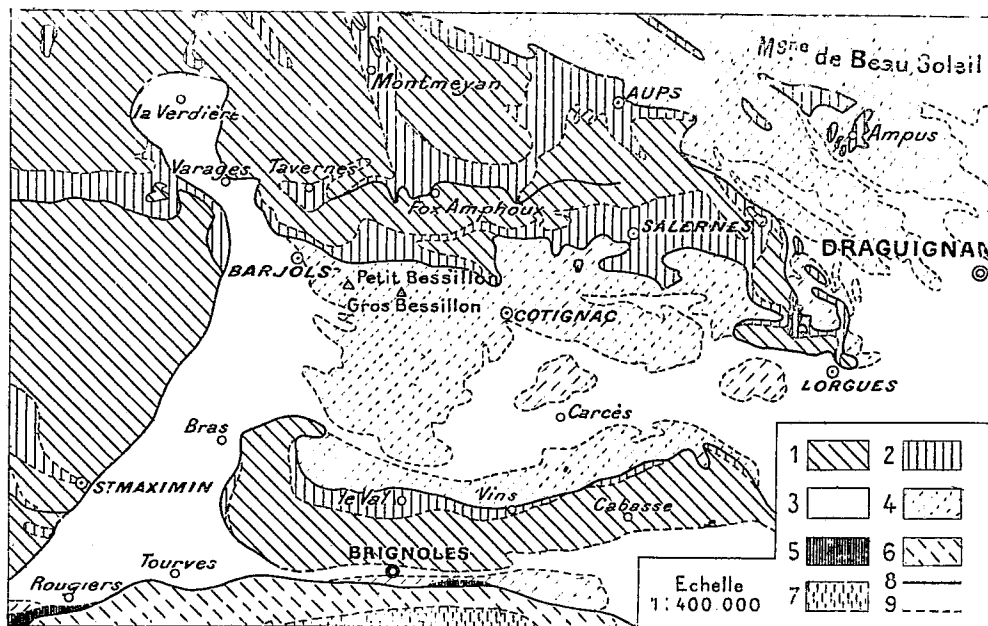 Mgne de Beau Soleil
Montmeyan
AUPS
la Verdière
Ampus
Varages
Tavernes
Fox Amphoux
SALERNES
DRAGUIGNAN
BARJOLS
Petit Bessillon
Gros Bessillon
COTIGNAC
LORGUES
Carcès
Bras
ST MAXIMIN
le Val
Vins
Cabasse
BRIGNOLES
Tourves
Rougiers
Echelle
1:400.000
1 2
3 4
5 6
7 8
9